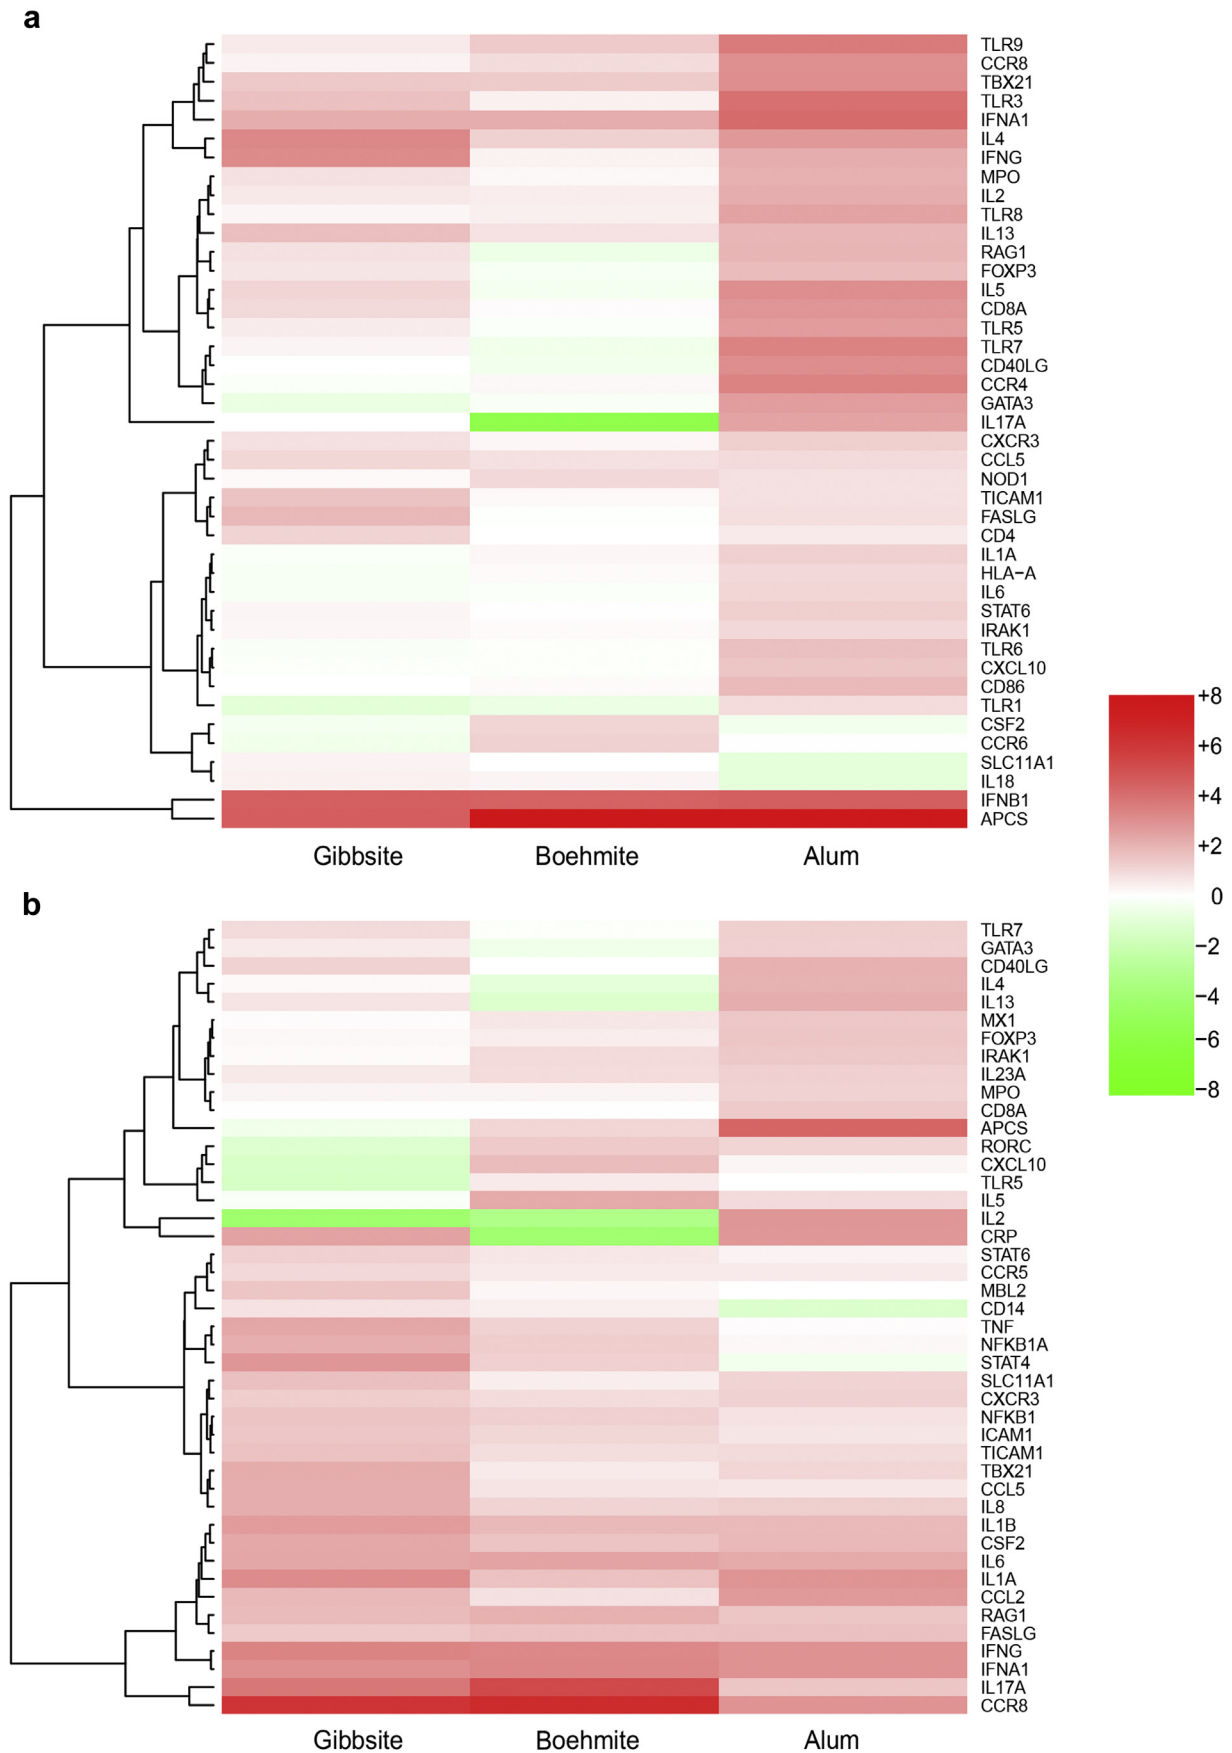 a
TLR9
CCR8
TBX21
TLR3
IFNA1
IL4
IFNG
MPO
IL2
TLR8
IL13
RAG1
FOXP3
IL5
CD8A
TLR5
TLR7
CD40LG
CCR4
GATA3
IL17A
CXCR3
CCL5
NOD1
TICAM1
FASLG
CD4
IL1A
HLA−A
IL6
STAT6
IRAK1
TLR6
CXCL10
CD86
TLR1
CSF2
CCR6
SLC11A1
IL18
IFNB1
APCS
Gibbsite Boehmite Alum
+8
+6
+4
+2
0
−2
−4
−6
−8
b
TLR7
GATA3
CD40LG
IL4
IL13
MX1
FOXP3
IRAK1
IL23A
MPO
CD8A
APCS
RORC
CXCL10
TLR5
IL5
IL2
CRP
STAT6
CCR5
MBL2
CD14
TNF
NFKB1A
STAT4
SLC11A1
CXCR3
NFKB1
ICAM1
TICAM1
TBX21
CCL5
IL8
IL1B
CSF2
IL6
IL1A
CCL2
RAG1
FASLG
IFNG
IFNA1
IL17A
CCR8
Gibbsite Boehmite Alum